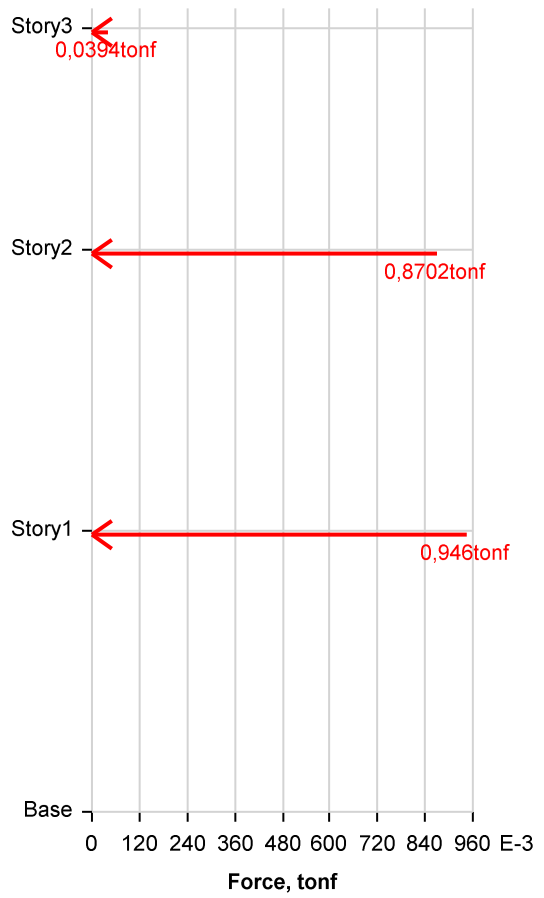 Story3
0,0394tonf
Story2
0,8702tonf
Story1
0,946tonf
Base
0 120 240 360 480 600 720 840 960 E-3
Force, tonf